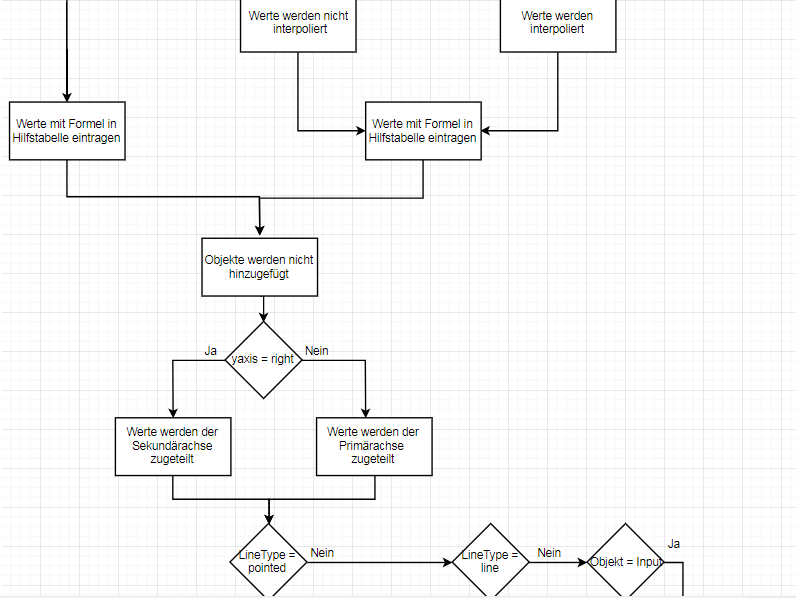 Werte werden nicht
interpoliert
Werte werden
interpoliert
Werte mit Formel in
Hilfstabelle eintragen
Werte mit Formel in
Hilfstabelle eintragen
Objekte werden nicht
hinzugefügt
Ja
yaxis = right
Nein
Werte werden der
Sekundärachse
zugeteilt
Werte werden der
Primärachse
zugeteilt
LineType =
pointed
Nein
LineType =
line
Nein
Objekt = Input
Ja